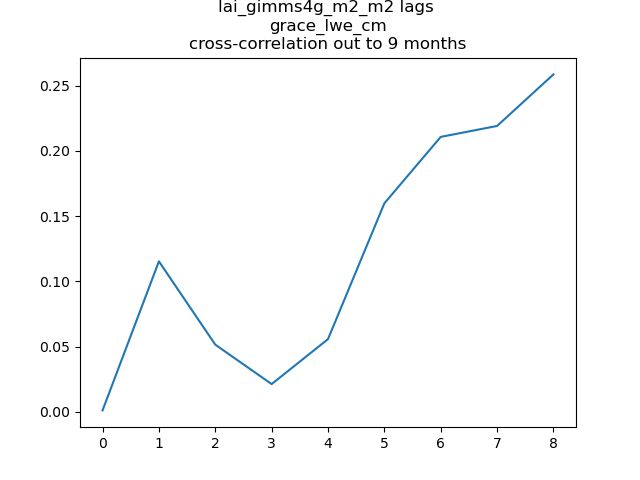 lai_gimms4g_m2_m2 lags
grace_lwe_cm
cross-correlation out to 9 months
0.25
0.20
0.15
0.10
0.05
0.00
0 1 2 3 4 5 6 7 8